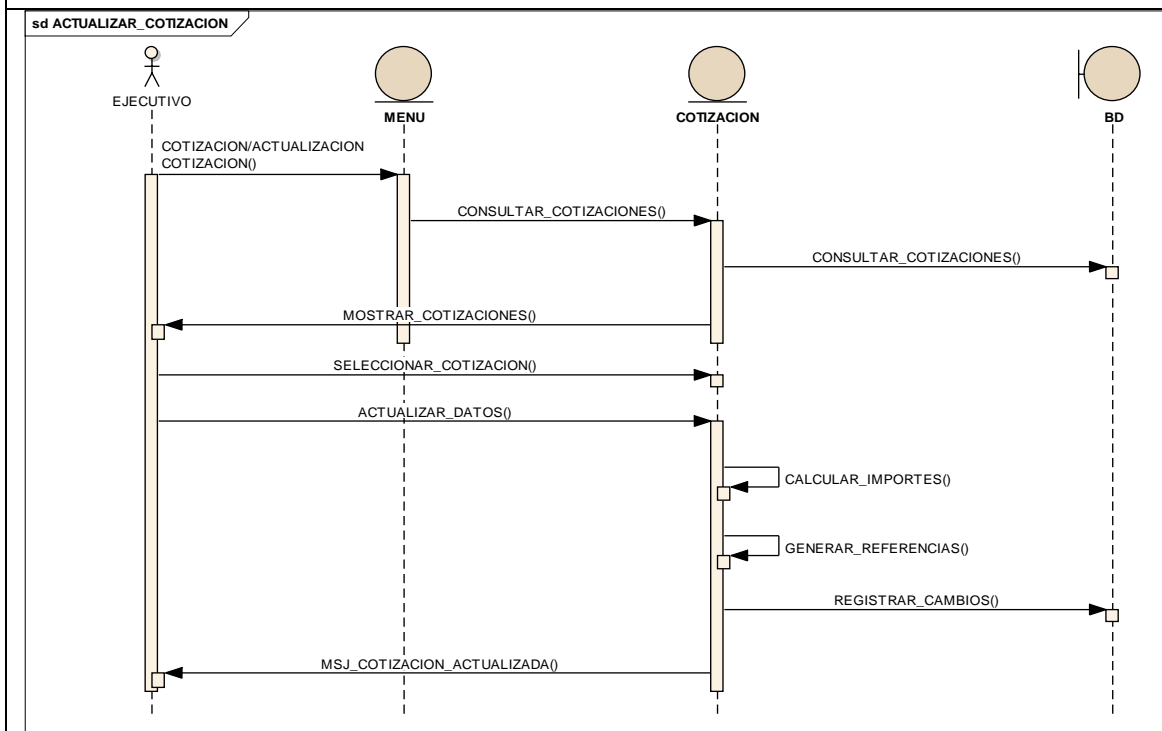 sd ACTUALIZAR_COTIZACION
EJECUTIVO
MENU
COTIZACION
BD
COTIZACION/ACTUALIZACION
COTIZACION()
CONSULTAR_COTIZACIONES()
CONSULTAR_COTIZACIONES()
MOSTRAR_COTIZACIONES()
SELECCIONAR_COTIZACION()
ACTUALIZAR_DATOS()
CALCULAR_IMPORTES()
GENERAR_REFERENCIAS()
REGISTRAR_CAMBIOS()
MSJ_COTIZACION_ACTUALIZADA()